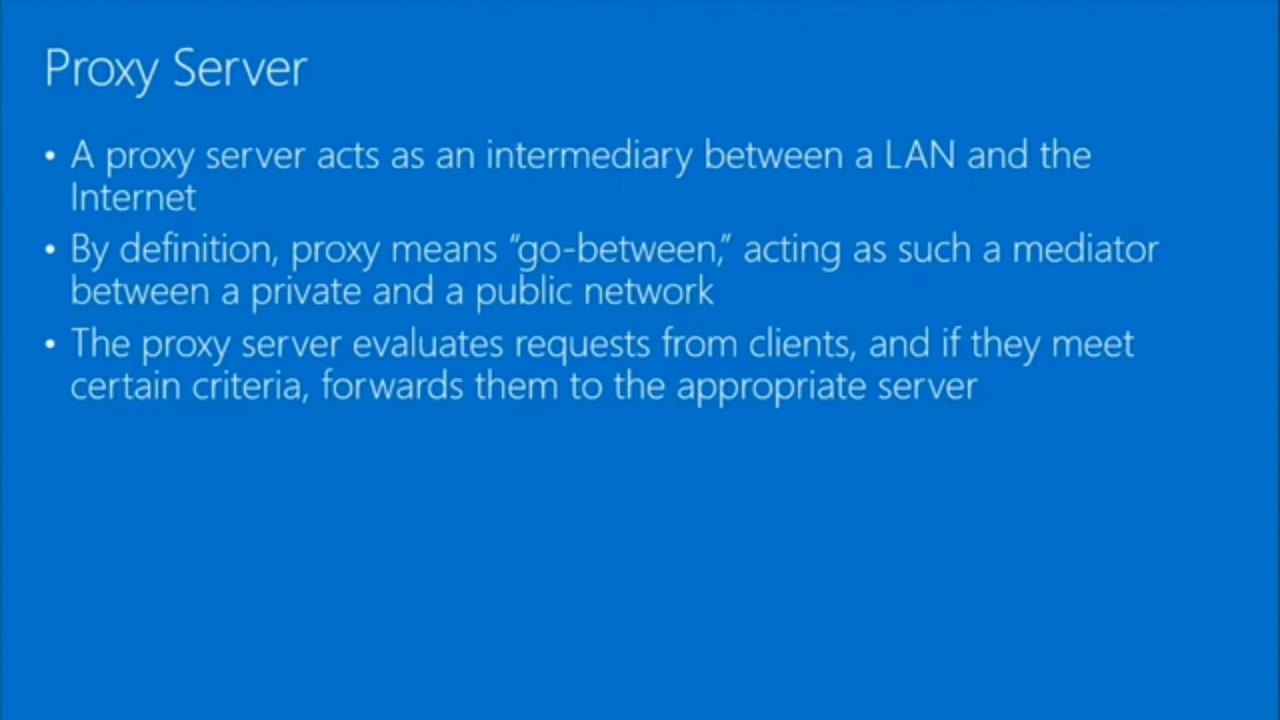 Proxy Server
• A proxy server acts as an intermediary between a LAN and the
Internet
• By definition, proxy means “go-between,” acting as such a mediator
between a private and a public network
• The proxy server evaluates requests from clients, and if they meet
certain criteria, forwards them to the appropriate server